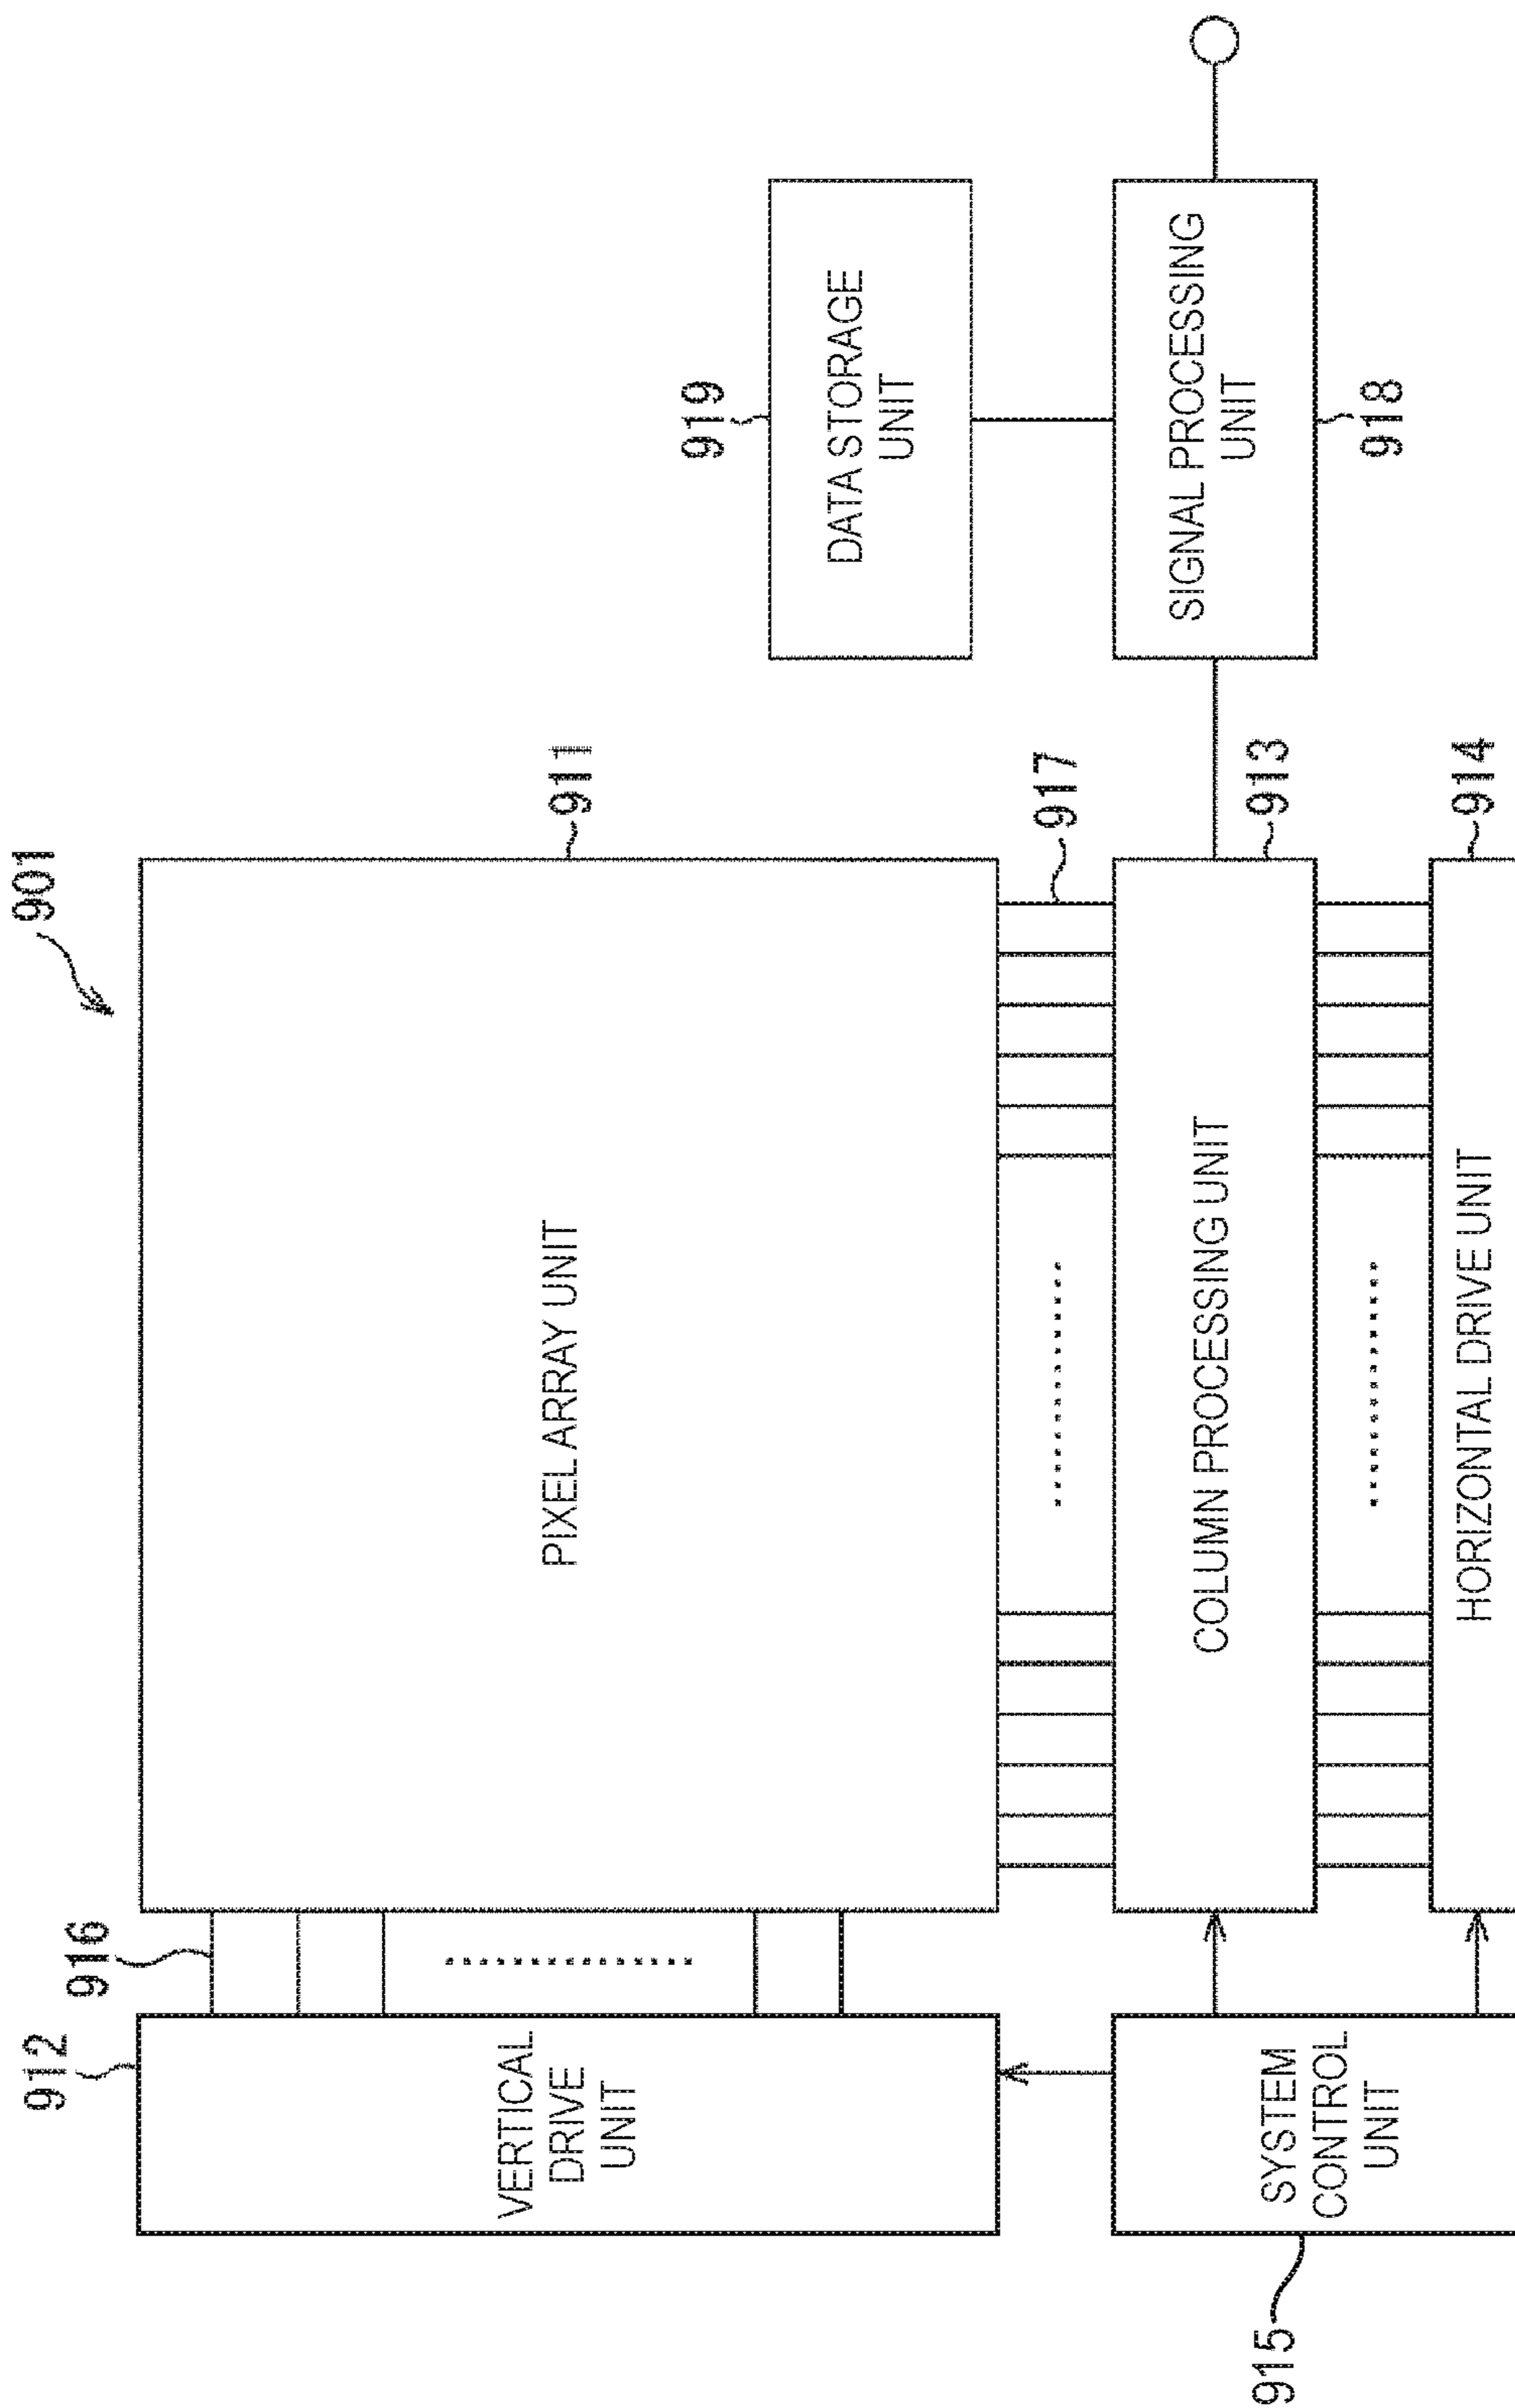 901
912
916
911
VERTICAL
DRIVE
UNIT
PIXEL ARRAY UNIT
919
DATA STORAGE
UNIT
917
915
SYSTEM
CONTROL
UNIT
COLUMN PROCESSING UNIT
913
SIGNAL PROCESSING
UNIT
918
HORIZONTAL DRIVE UNIT
914